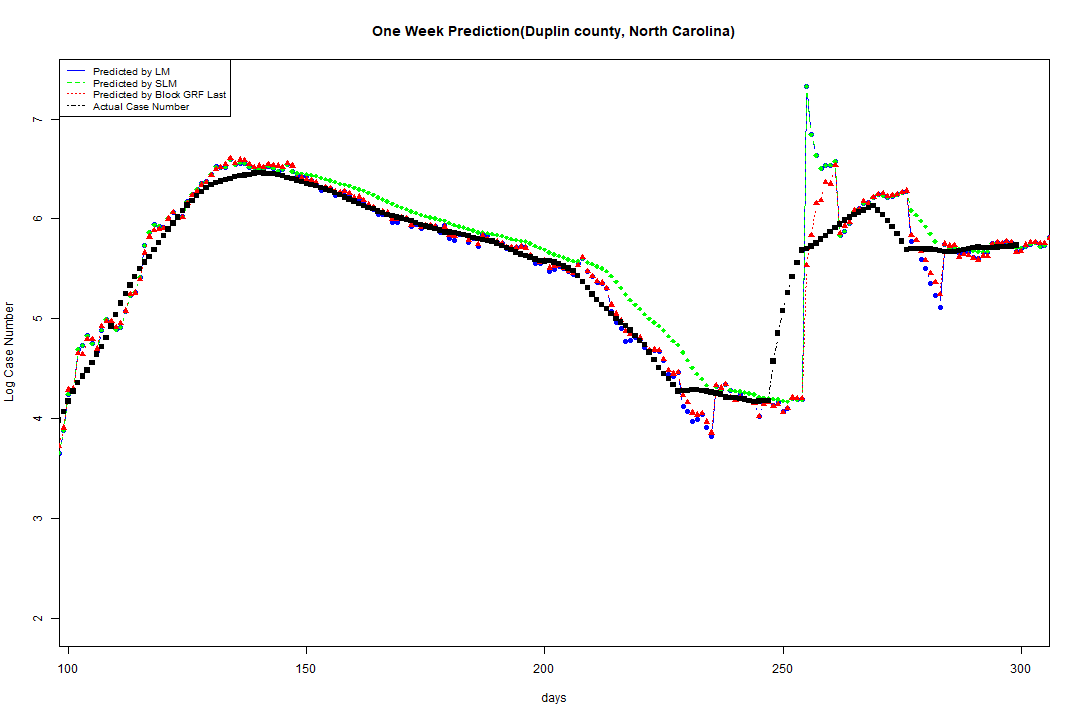 One Week Prediction(Duplin county, North Carolina)
Predicted by LM
Predicted by SLM
Predicted by Block GRF Last
Actual Case Number
7
6
5
4
3
2
Log Case Number
100 150 200 250 300
days